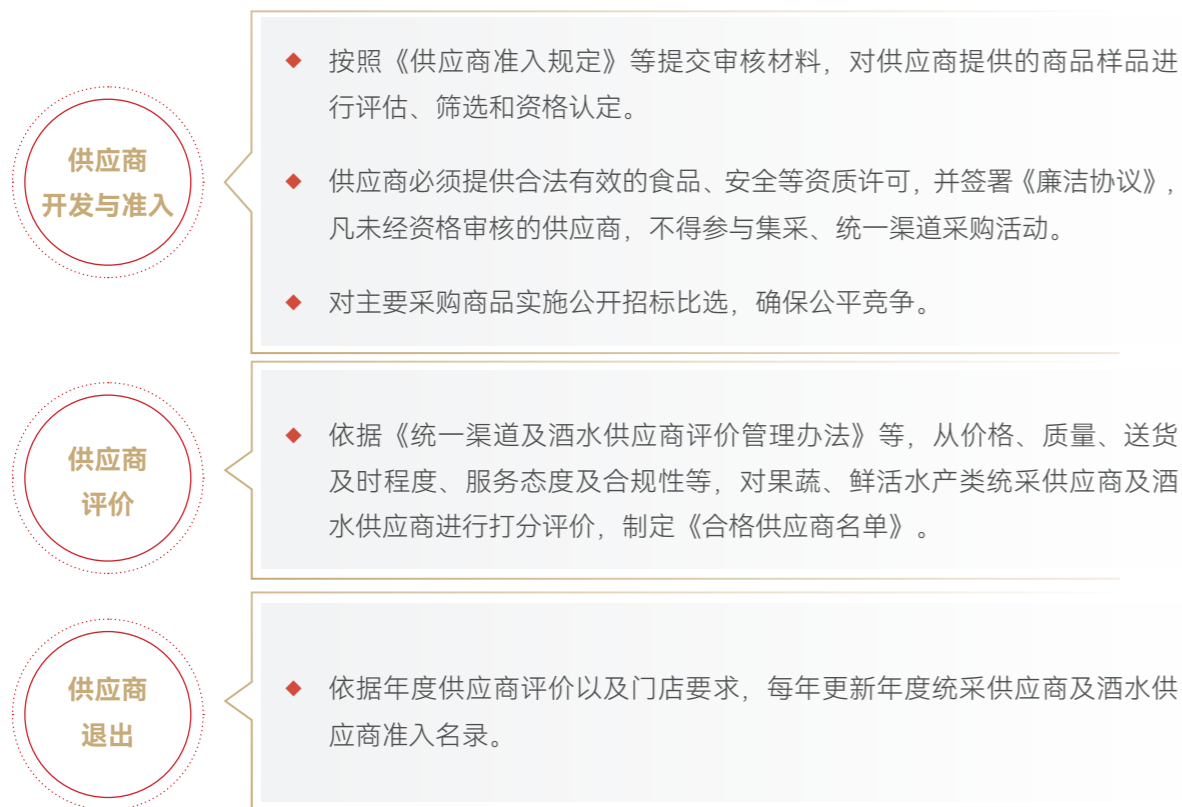 供应商
开发与准入
按照《供应商准入规定》等提交审核材料，对供应商提供的商品样品进
行评估、筛选和资格认定。
供应商必须提供合法有效的食品、安全等资质许可，并签署《廉洁协议》，
凡未经资格审核的供应商，不得参与集采、统一渠道采购活动。
对主要采购商品实施公开招标比选，确保公平竞争。
供应商
评价
依据《统一渠道及酒水供应商评价管理办法》等，从价格、质量、送货
及时程度、服务态度及合规性等，对果蔬、鲜活水产类统采供应商及酒
水供应商进行打分评价，制定《合格供应商名单》。
供应商
退出
依据年度供应商评价以及门店要求，每年更新年度统采供应商及酒水供
应商准入名录。